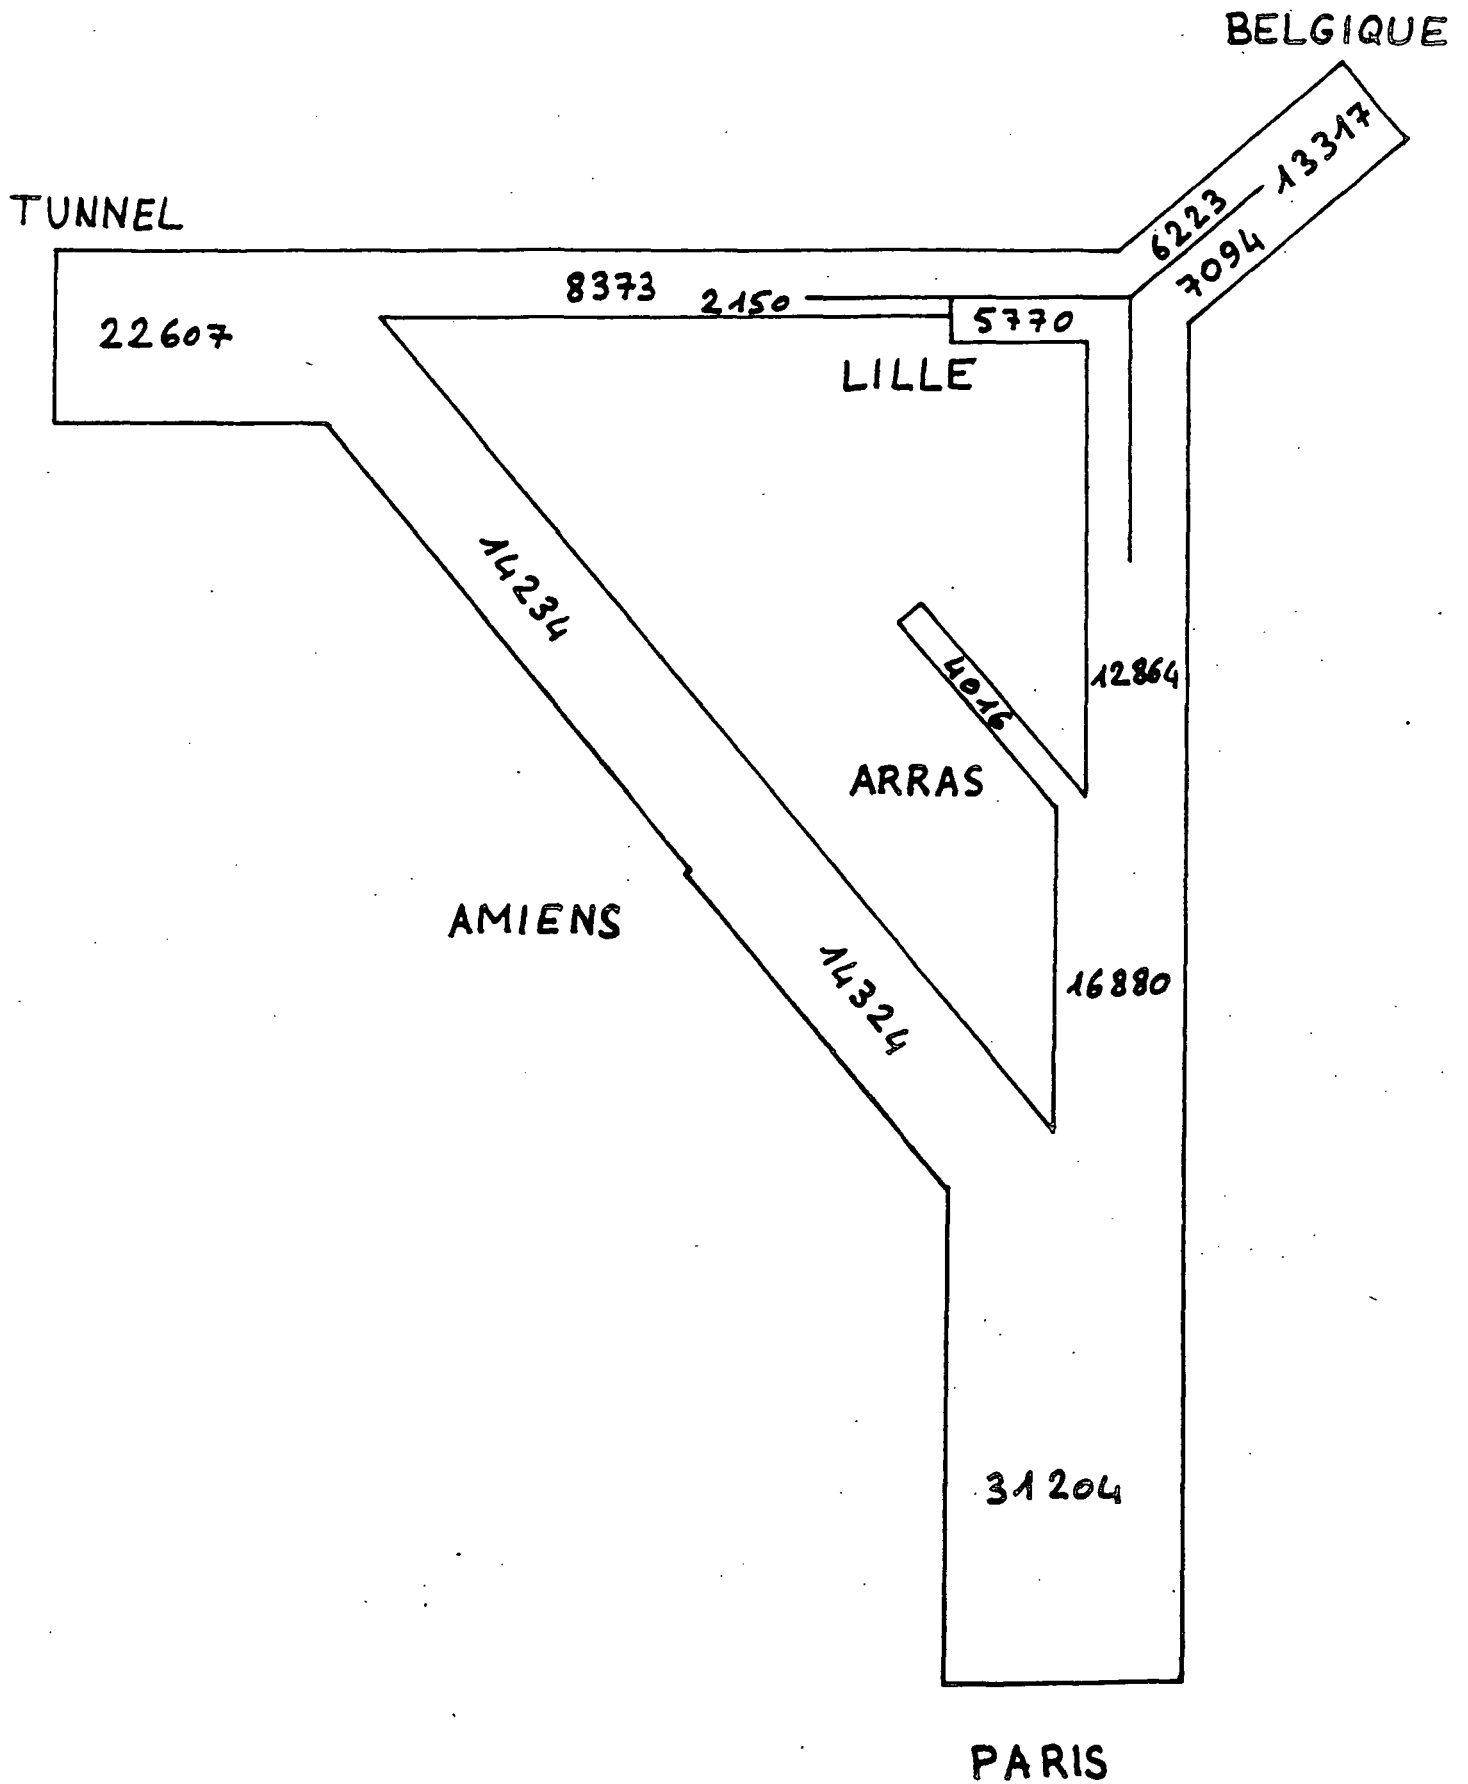 BELGIQUE
13317
6223
7094
TUNNEL
8373
2150
22607
5770
LILLE
14234
4016
12864
ARRAS
AMIENS
14324
16880
31204
PARIS